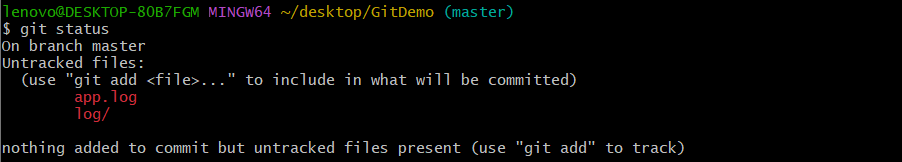 lenovo@DESKTOP-80B7FGM MINGW64 ~/desktop/GitDemo (master)
$ git status
On branch master
Untracked files:
  (use "git add <file>..." to include in what will be committed)
        app.log
        log/

nothing added to commit but untracked files present (use "git add" to track)